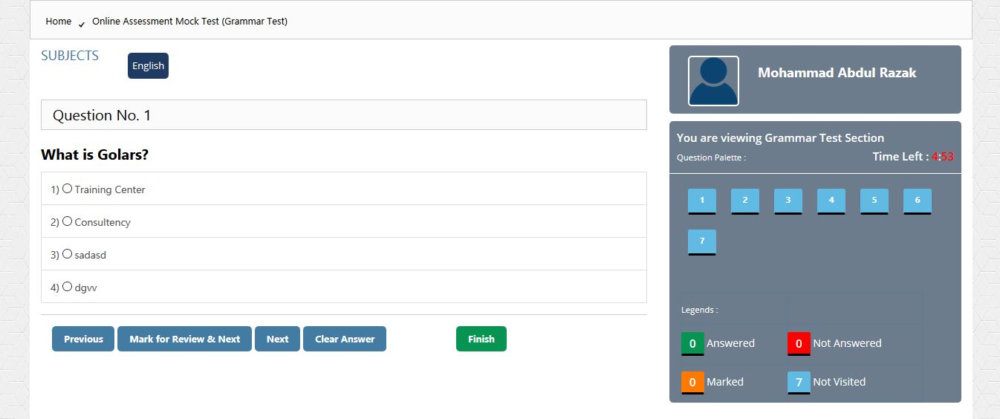 Home Online Assessment Mock Test (Grammar Test)
SUBJECTS
English
Question No. 1
What is Golars?
1) Training Center
2) Consultency
3) sadasd
4) dgvv
Previous Mark for Review & Next Next Clear Answer Finish
Mohammad Abdul Razak
You are viewing Grammar Test Section
Question Palette : Time Left : 4:53
1 2 3 4 5 6
7
Legends :
0 Answered 0 Not Answered
0 Marked 7 Not Visited